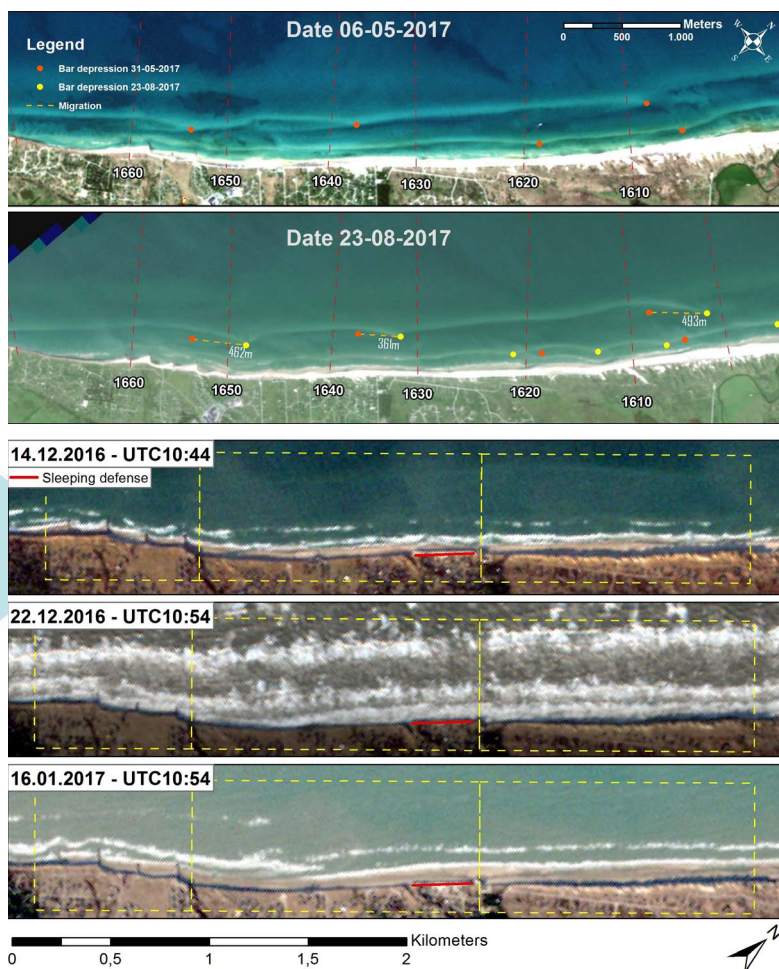 Date 06-05-2017
Meters
0 500 1.000
N
W
E
S
Legend
Bar depression 31-05-2017
Bar depression 23-08-2017
Migration
1660
1650
1640
1630
1620
1610
Date 23-08-2017
462m
361m
493m
1660
1650
1640
1630
1620
1610
14.12.2016 - UTC10:44
Sleeping defense
22.12.2016 - UTC10:54
16.01.2017 - UTC10:54
Kilometers
0 0,5 1 1,5 2
N